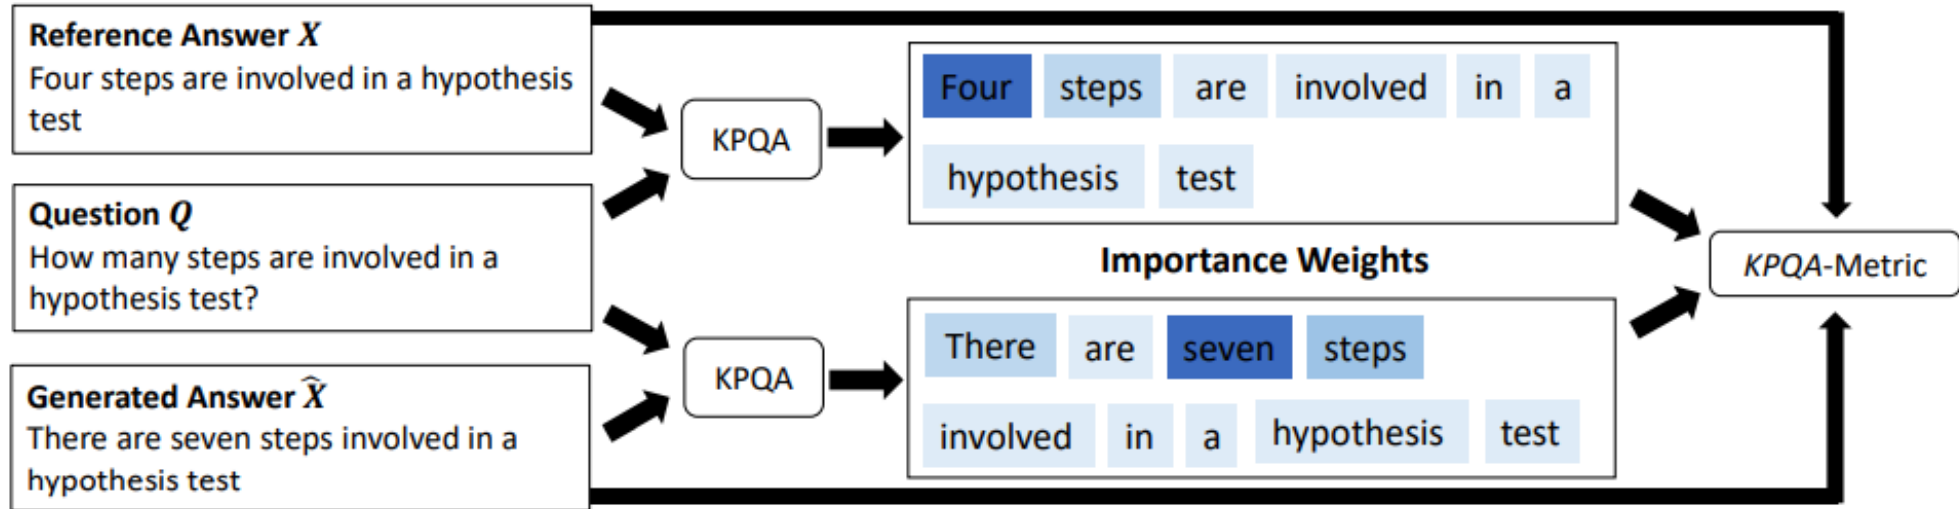 Reference Answer X
Four steps are involved in a hypothesis
test
Question Q
How many steps are involved in a
hypothesis test?
Generated Answer X̂
There are seven steps involved in a
hypothesis test
KPQA
KPQA
Four steps are involved in a
hypothesis test
Importance Weights
There are seven steps
involved in a hypothesis test
KPQA-Metric